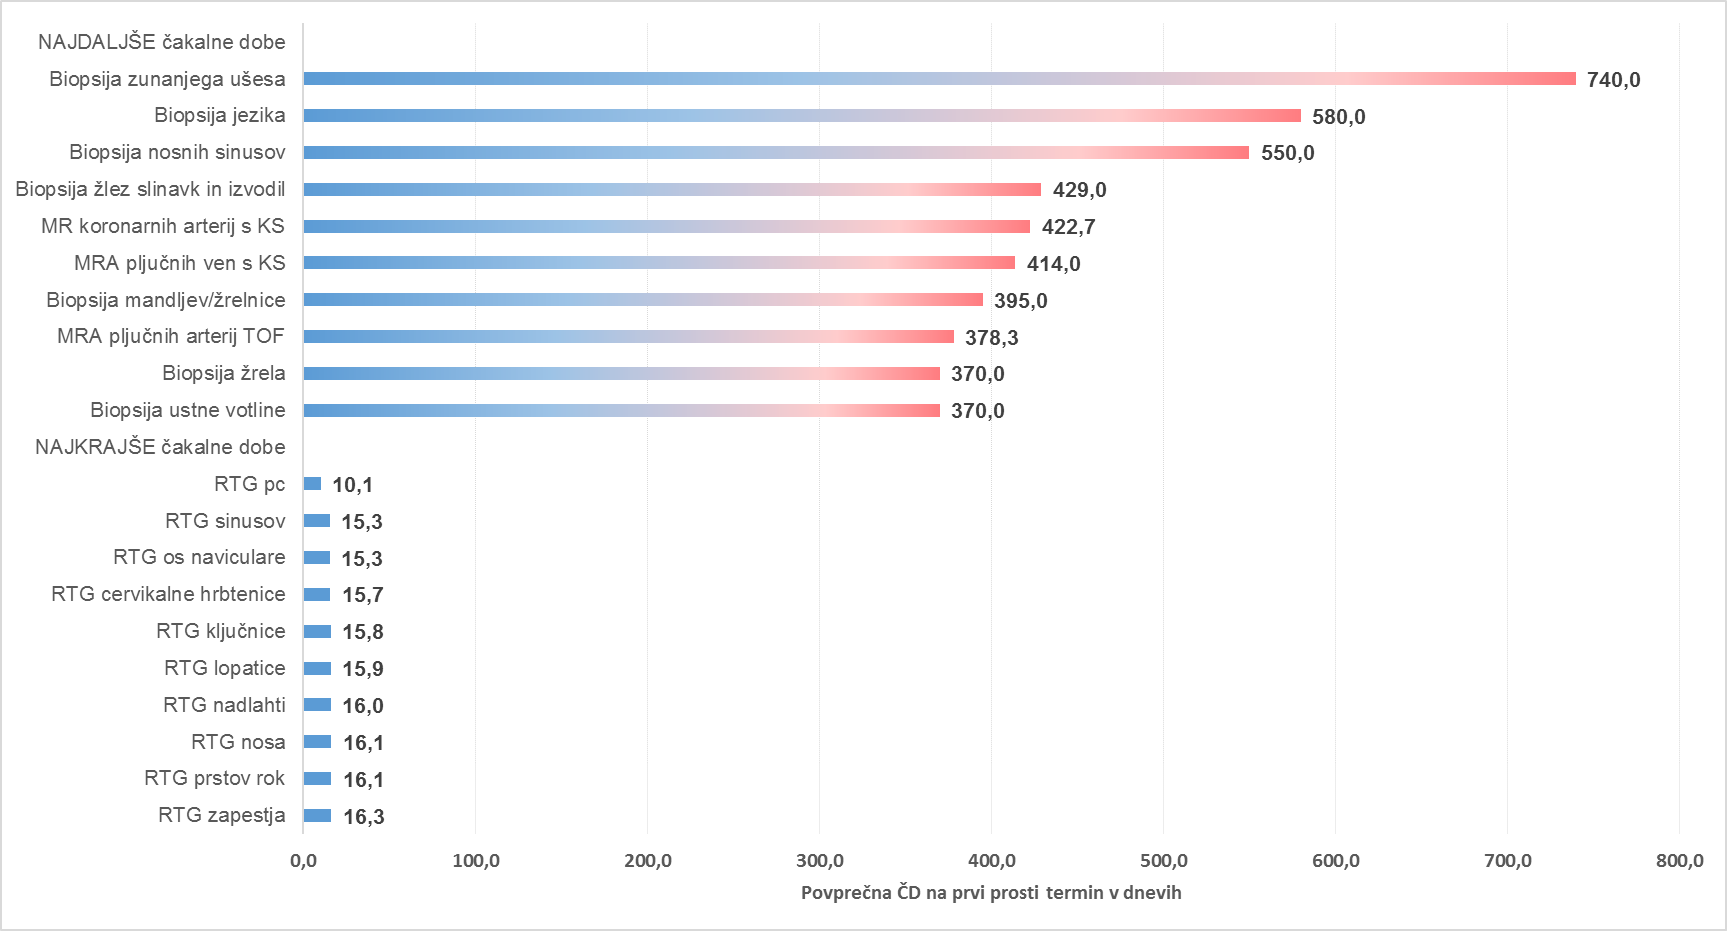 NAJDALJŠE čakalne dobe
Biopsija zunanjega ušesa 740,0
Biopsija jezika 580,0
Biopsija nosnih sinusov 550,0
Biopsija žlez slinavk in izvodil 429,0
MR koronarnih arterij s KS 422,7
MRA pljučnih ven s KS 414,0
Biopsija mandljev/žrelnice 395,0
MRA pljučnih arterij TOF 378,3
Biopsija žrela 370,0
Biopsija ustne votline 370,0
NAJKRAJŠE čakalne dobe
RTG pc 10,1
RTG sinusov 15,3
RTG os naviculare 15,3
RTG cervikalne hrbtenice 15,7
RTG ključnice 15,8
RTG lopatice 15,9
RTG nadlahti 16,0
RTG nosa 16,1
RTG prstov rok 16,1
RTG zapestja 16,3
0,0 100,0 200,0 300,0 400,0 500,0 600,0 700,0 800,0
Povprečna ČD na prvi prosti termin v dnevih